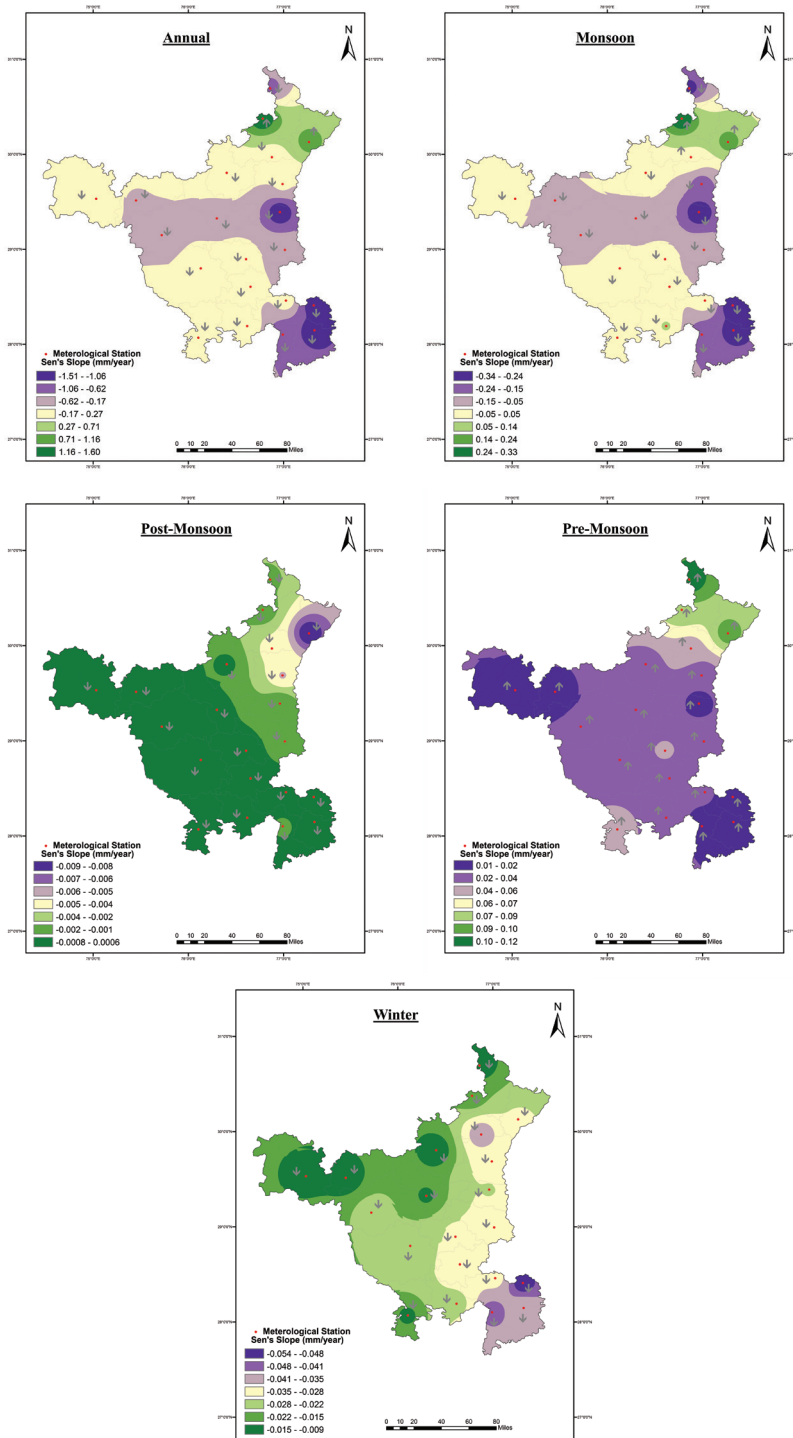 Annual
N
Meterological Station
Sen's Slope (mm/year)
-1.51 - -1.06
-1.06 - -0.62
-0.62 - -0.17
-0.17 - 0.27
0.27 - 0.71
0.71 - 1.16
1.16 - 1.60
0 10 20 40 60 80
Miles
Monsoon
N
Meterological Station
Sen's Slope (mm/year)
-0.34 - -0.24
-0.24 - -0.15
-0.15 - -0.05
-0.05 - 0.05
0.05 - 0.14
0.14 - 0.24
0.24 - 0.33
0 10 20 40 60 80
Miles
Post-Monsoon
N
Meterological Station
Sen's Slope (mm/year)
-0.009 - -0.008
-0.007 - -0.006
-0.006 - -0.005
-0.005 - -0.004
-0.004 - -0.002
-0.002 - -0.001
-0.0008 - 0.0006
0 10 20 40 60 80
Miles
Pre-Monsoon
N
Meterological Station
Sen's Slope (mm/year)
0.01 - 0.02
0.02 - 0.04
0.04 - 0.06
0.06 - 0.07
0.07 - 0.09
0.09 - 0.10
0.10 - 0.12
0 10 20 40 60 80
Miles
Winter
N
Meterological Station
Sen's Slope (mm/year)
-0.054 - -0.048
-0.048 - -0.041
-0.041 - -0.035
-0.035 - -0.028
-0.028 - -0.022
-0.022 - -0.015
-0.015 - -0.009
0 10 20 40 60 80
Miles